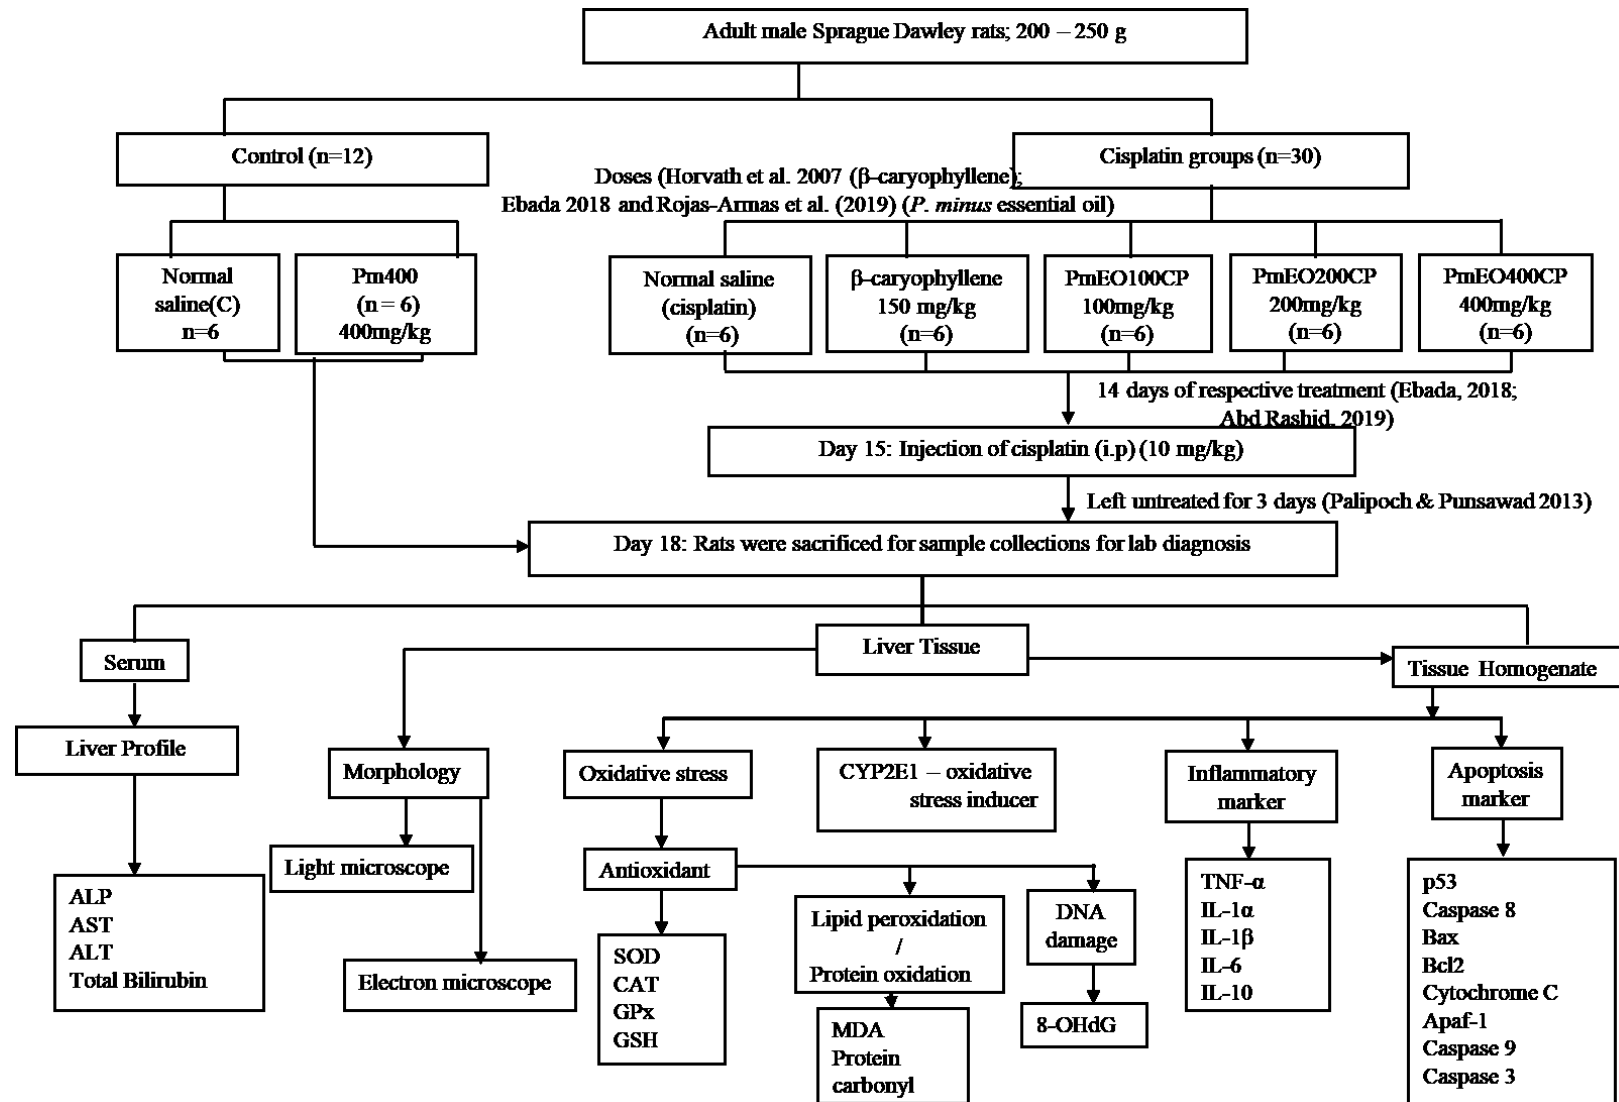 Adult male Sprague Dawley rats; 200 – 250 g
Control (n=12)
Cisplatin groups (n=30)
Doses (Horvath et al. 2007 (β-caryophyllene);
Ebada 2018 and Rojas-Armas et al. (2019) (P. minus essential oil)
Normal
saline(C)
n=6
Pm400
(n = 6)
400mg/kg
Normal saline
(cisplatin)
(n=6)
β-caryophyllene
150 mg/kg
(n=6)
PmEO100CP
100mg/kg
(n=6)
PmEO200CP
200mg/kg
(n=6)
PmEO400CP
400mg/kg
(n=6)
14 days of respective treatment (Ebada, 2018;
Abd Rashid, 2019)
Day 15: Injection of cisplatin (i.p) (10 mg/kg)
Left untreated for 3 days (Palipoch & Punsawad 2013)
Day 18: Rats were sacrificed for sample collections for lab diagnosis
Serum
Liver Tissue
Tissue Homogenate
Liver Profile
Morphology
Oxidative stress
CYP2E1 – oxidative
stress inducer
Inflammatory
marker
Apoptosis
marker
Light microscope
Electron microscope
Antioxidant
ALP
AST
ALT
Total Bilirubin
SOD
CAT
GPx
GSH
Lipid peroxidation
/
Protein oxidation
DNA
damage
MDA
Protein
carbonyl
8-OHdG
TNF-α
IL-1α
IL-1β
IL-6
IL-10
p53
Caspase 8
Bax
Bcl2
Cytochrome C
Apaf-1
Caspase 9
Caspase 3